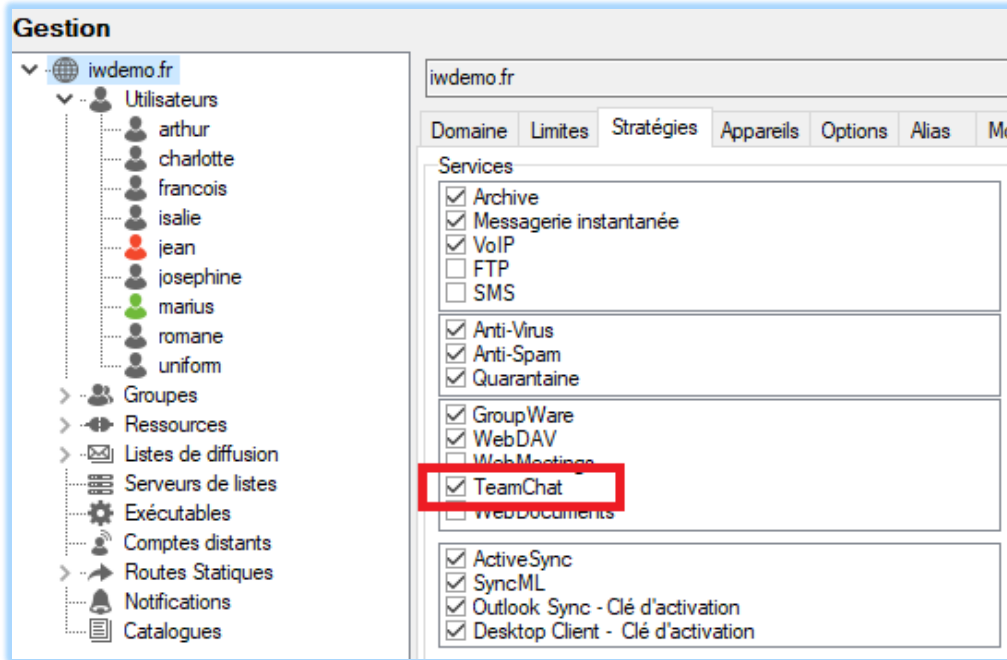 Gestion
iwdemo.fr
Utilisateurs
arthur
charlotte
francois
isalie
jean
josephine
marius
romane
uniform
Groupes
Ressources
Listes de diffusion
Serveurs de listes
Exécutables
Comptes distants
Routes Statiques
Notifications
Catalogues
iwdemo.fr
Domaine Limites Stratégies Appareils Options Alias
Services
Archive
Messagerie instantanée
VoIP
FTP
SMS
Anti-Virus
Anti-Spam
Quarantaine
GroupWare
WebDAV
WebMeetings
TeamChat
WebDocuments
ActiveSync
SyncML
Outlook Sync - Clé d'activation
Desktop Client - Clé d'activation